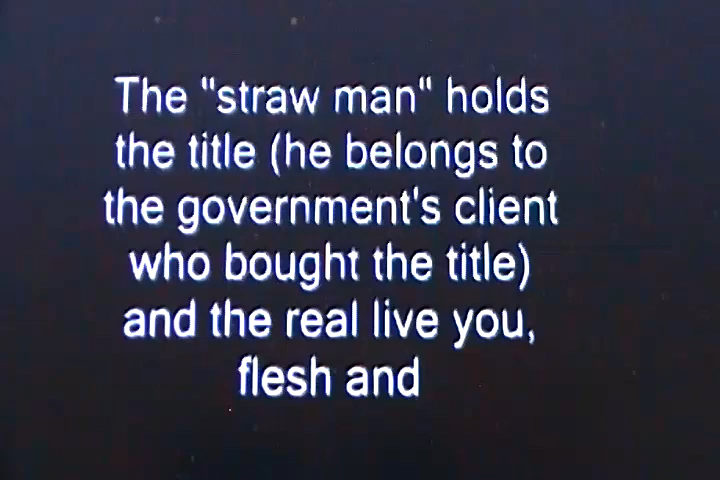 The "straw man" holds
the title (he belongs to
the government's client
who bought the title)
and the real live you,
flesh and